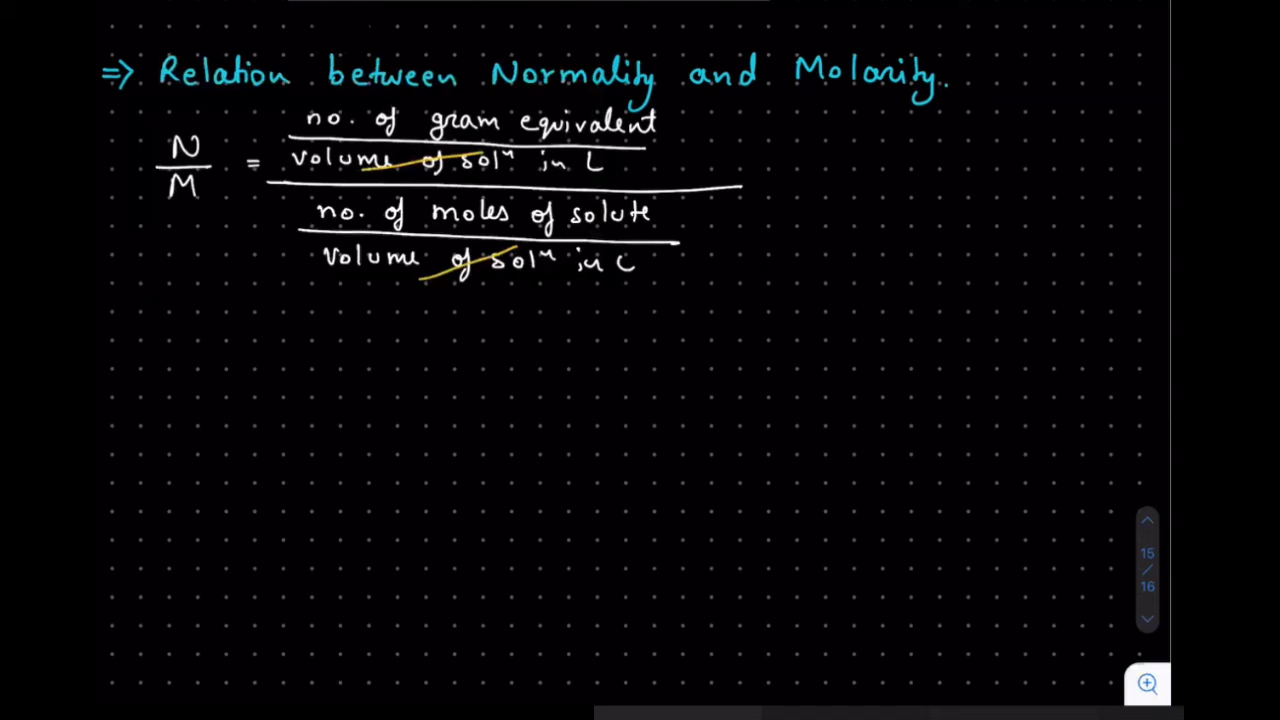 ⇒ Relation between Normality and Molarity.
no. of gram equivalent
N
volume of solⁿ in L
M
=
no. of moles of solute
Volume of solⁿ in L
15
/
16